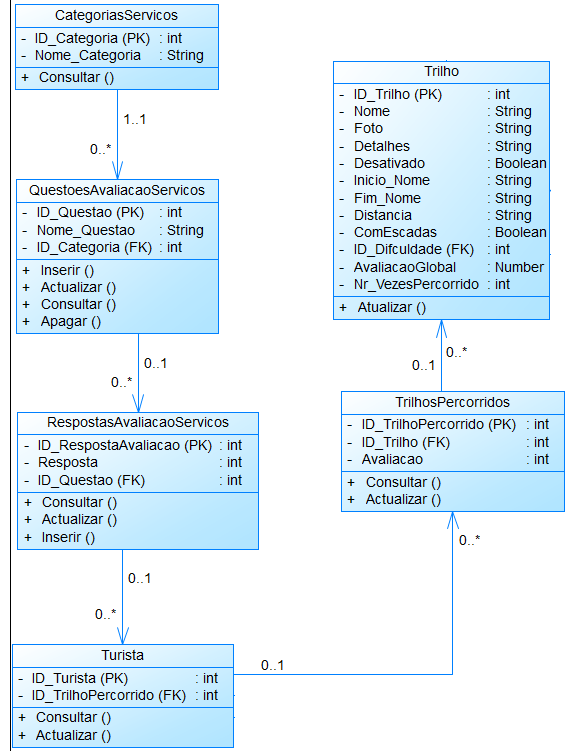 CategoriasServicos
- ID_Categoria (PK) : int
- Nome_Categoria : String
+ Consultar ()
1..1
0..*
QuestoesAvaliacaoServicos
- ID_Questao (PK) : int
- Nome_Questao : String
- ID_Categoria (FK) : int
+ Inserir ()
+ Actualizar ()
+ Consultar ()
+ Apagar ()
0..1
0..*
RespostasAvaliacaoServicos
- ID_RespostaAvaliacao (PK) : int
- Resposta : int
- ID_Questao (FK) : int
+ Consultar ()
+ Actualizar ()
+ Inserir ()
0..1
0..*
Turista
- ID_Turista (PK) : int
- ID_TrilhoPercorrido (FK) : int
+ Consultar ()
+ Actualizar ()
0..1
0..*
TrilhosPercorridos
- ID_TrilhoPercorrido (PK) : int
- ID_Trilho (FK) : int
- Avaliacao : int
+ Consultar ()
+ Actualizar ()
0..1
0..*
Trilho
- ID_Trilho (PK) : int
- Nome : String
- Foto : String
- Detalhes : String
- Desativado : Boolean
- Inicio_Nome : String
- Fim_Nome : String
- Distancia : String
- ComEscadas : Boolean
- ID_Difculdade (FK) : int
- AvaliacaoGlobal : Number
- Nr_VezesPercorrido : int
+ Atualizar ()